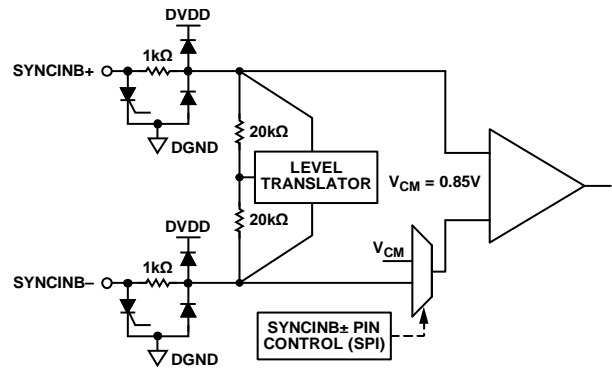 DVDD
1kΩ
SYNCINB+
20kΩ
DGND
LEVEL
TRANSLATOR
VCM = 0.85V
20kΩ
DVDD
1kΩ
VCM
SYNCINB–
SYNCINB± PIN
CONTROL (SPI)
DGND